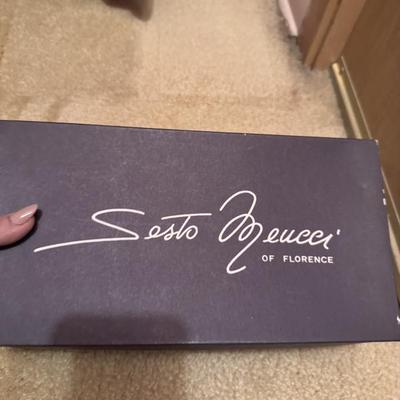 Sesto Meucci
OF FLORENCE